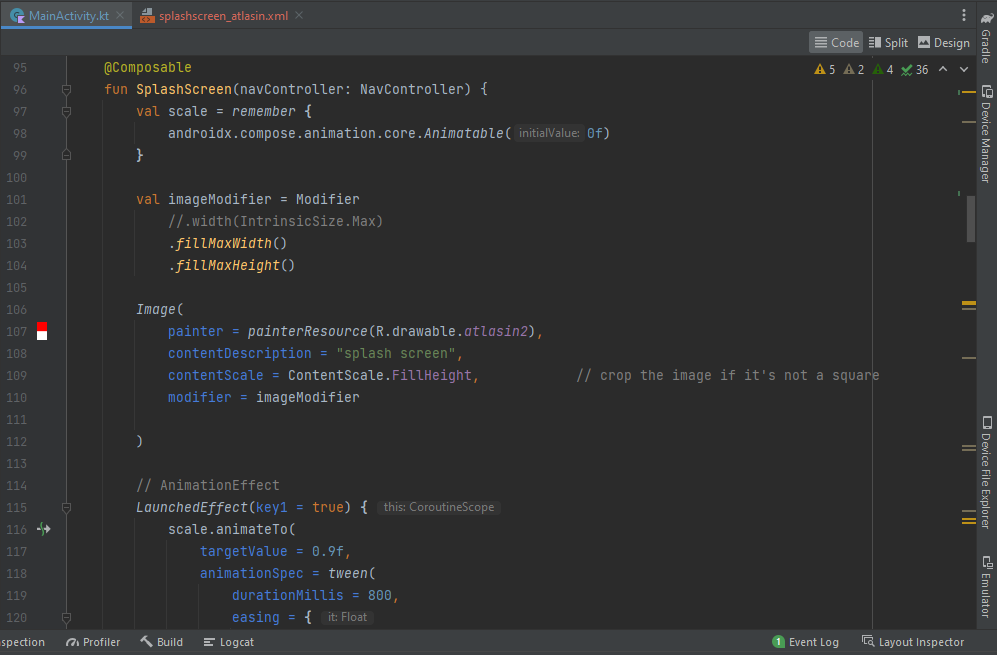 MainActivity.kt
splashscreen_atlasin.xml
Code Split Design
5 2 4 36
95 @Composable
96 fun SplashScreen(navController: NavController) {
97 val scale = remember {
98 androidx.compose.animation.core.Animatable( initialValue: 0f)
99 }
100
101 val imageModifier = Modifier
102 //.width(IntrinsicSize.Max)
103 .fillMaxWidth()
104 .fillMaxHeight()
105
106 Image(
107 painter = painterResource(R.drawable.atlasin2),
108 contentDescription = "splash screen",
109 contentScale = ContentScale.FillHeight, // crop the image if it's not a square
110 modifier = imageModifier
111
112 )
113
114 // AnimationEffect
115 LaunchedEffect(key1 = true) { this: CoroutineScope
116 scale.animateTo(
117 targetValue = 0.9f,
118 animationSpec = tween(
119 durationMillis = 800,
120 easing = { it: Float
Gradle
Device Manager
Device File Explorer
Emulator
spection Profiler Build Logcat 1 Event Log Layout Inspector